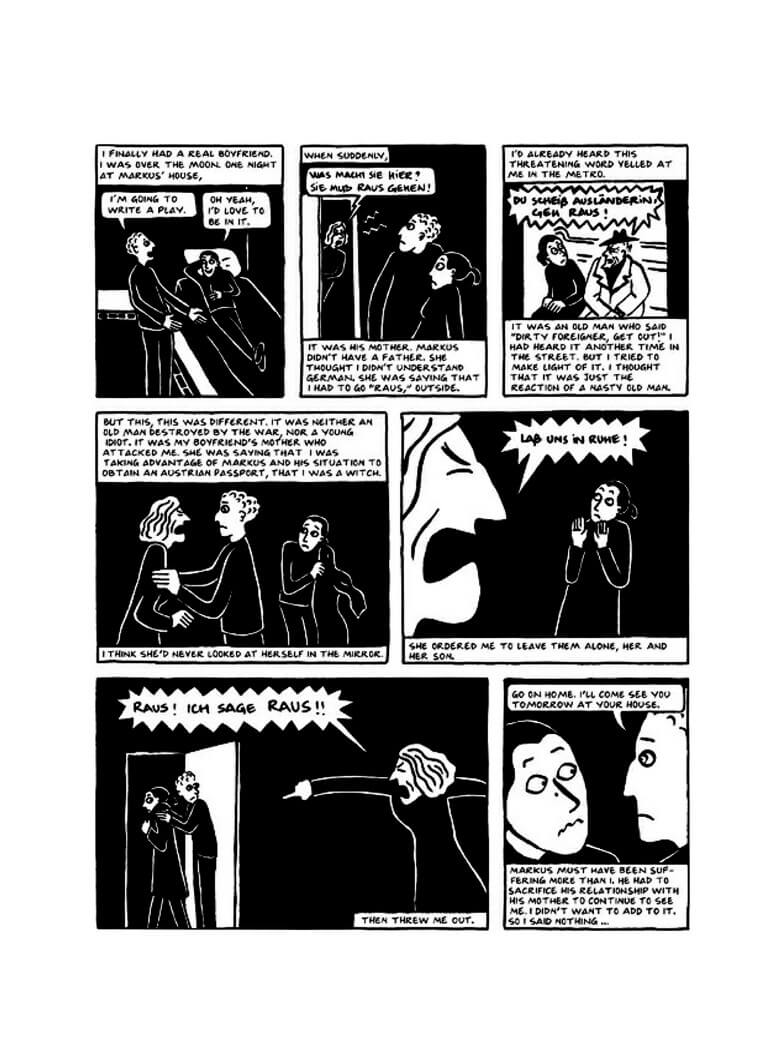 I FINALLY HAD A REAL BOYFRIEND.
I WAS OVER THE MOON. ONE NIGHT
AT MARKUS' HOUSE,
I'M GOING TO
WRITE A PLAY.
OH YEAH,
I'D LOVE TO
BE IN IT.
WHEN SUDDENLY,
WAS MACHT SIE HIER?
SIE MUß RAUS GEHEN!
IT WAS HIS MOTHER. MARKUS
DIDN'T HAVE A FATHER. SHE
THOUGHT I DIDN'T UNDERSTAND
GERMAN. SHE WAS SAYING THAT
I HAD TO GO "RAUS," OUTSIDE.
I'D ALREADY HEARD THIS
THREATENING WORD YELLED AT
ME IN THE METRO.
DU SCHEIß AUSLÄNDERIN,
GEH RAUS!
IT WAS AN OLD MAN WHO SAID
"DIRTY FOREIGNER, GET OUT!" I
HAD HEARD IT ANOTHER TIME IN
THE STREET. BUT I TRIED TO
MAKE LIGHT OF IT. I THOUGHT
THAT IT WAS JUST THE
REACTION OF A NASTY OLD MAN.
BUT THIS, THIS WAS DIFFERENT. IT WAS NEITHER AN
OLD MAN DESTROYED BY THE WAR, NOR A YOUNG
IDIOT. IT WAS MY BOYFRIEND'S MOTHER WHO
ATTACKED ME. SHE WAS SAYING THAT I WAS
TAKING ADVANTAGE OF MARKUS AND HIS SITUATION TO
OBTAIN AN AUSTRIAN PASSPORT, THAT I WAS A WITCH.
I THINK SHE'D NEVER LOOKED AT HERSELF IN THE MIRROR.
LAß UNS IN RUHE!
SHE ORDERED ME TO LEAVE THEM ALONE, HER AND
HER SON.
RAUS! ICH SAGE RAUS!!
THEN THREW ME OUT.
GO ON HOME. I'LL COME SEE YOU
TOMORROW AT YOUR HOUSE.
MARKUS MUST HAVE BEEN SUF-
FERING MORE THAN I. HE HAD TO
SACRIFICE HIS RELATIONSHIP WITH
HIS MOTHER TO CONTINUE TO SEE
ME. I DIDN'T WANT TO ADD TO IT.
SO I SAID NOTHING ...